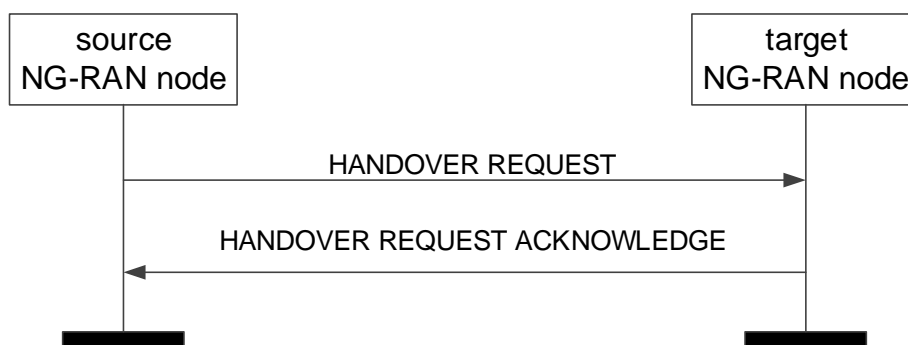 source
NG-RAN node
target
NG-RAN node
HANDOVER REQUEST
HANDOVER REQUEST ACKNOWLEDGE